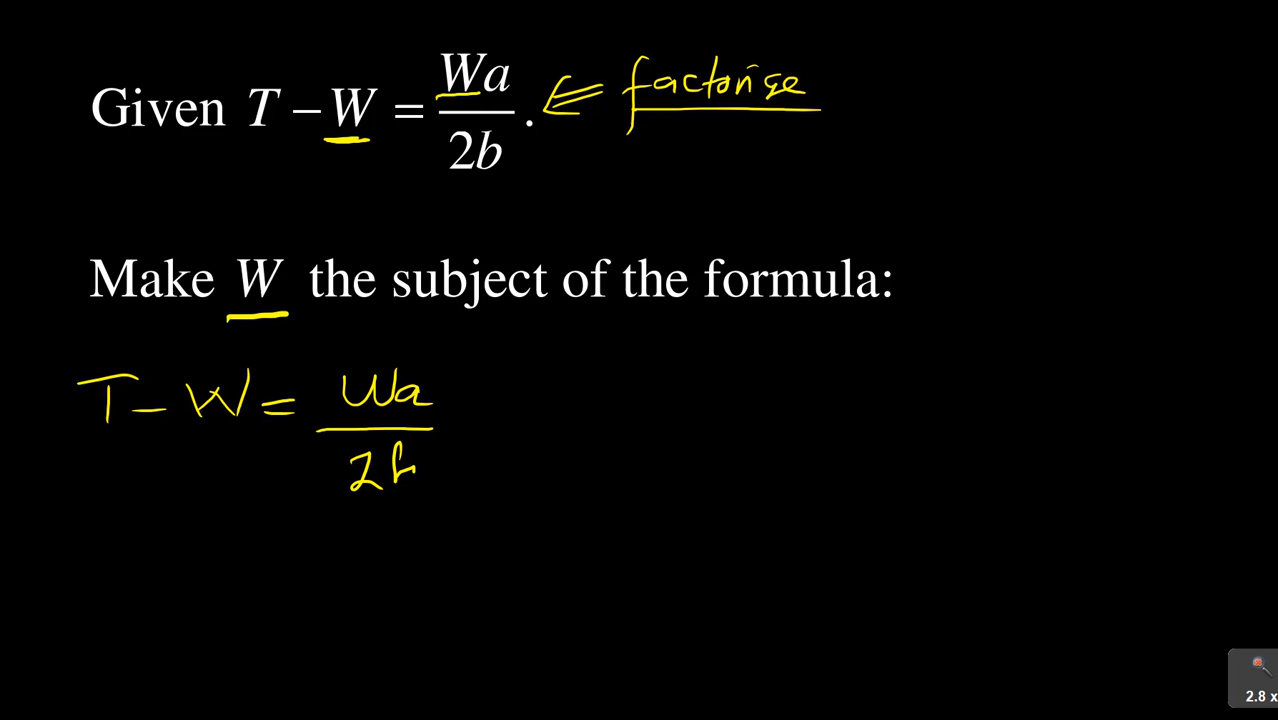 Given T − W = Wa/2b . ⇐ factorise
Make W the subject of the formula:
T − W = Wa/2b
2.8 x